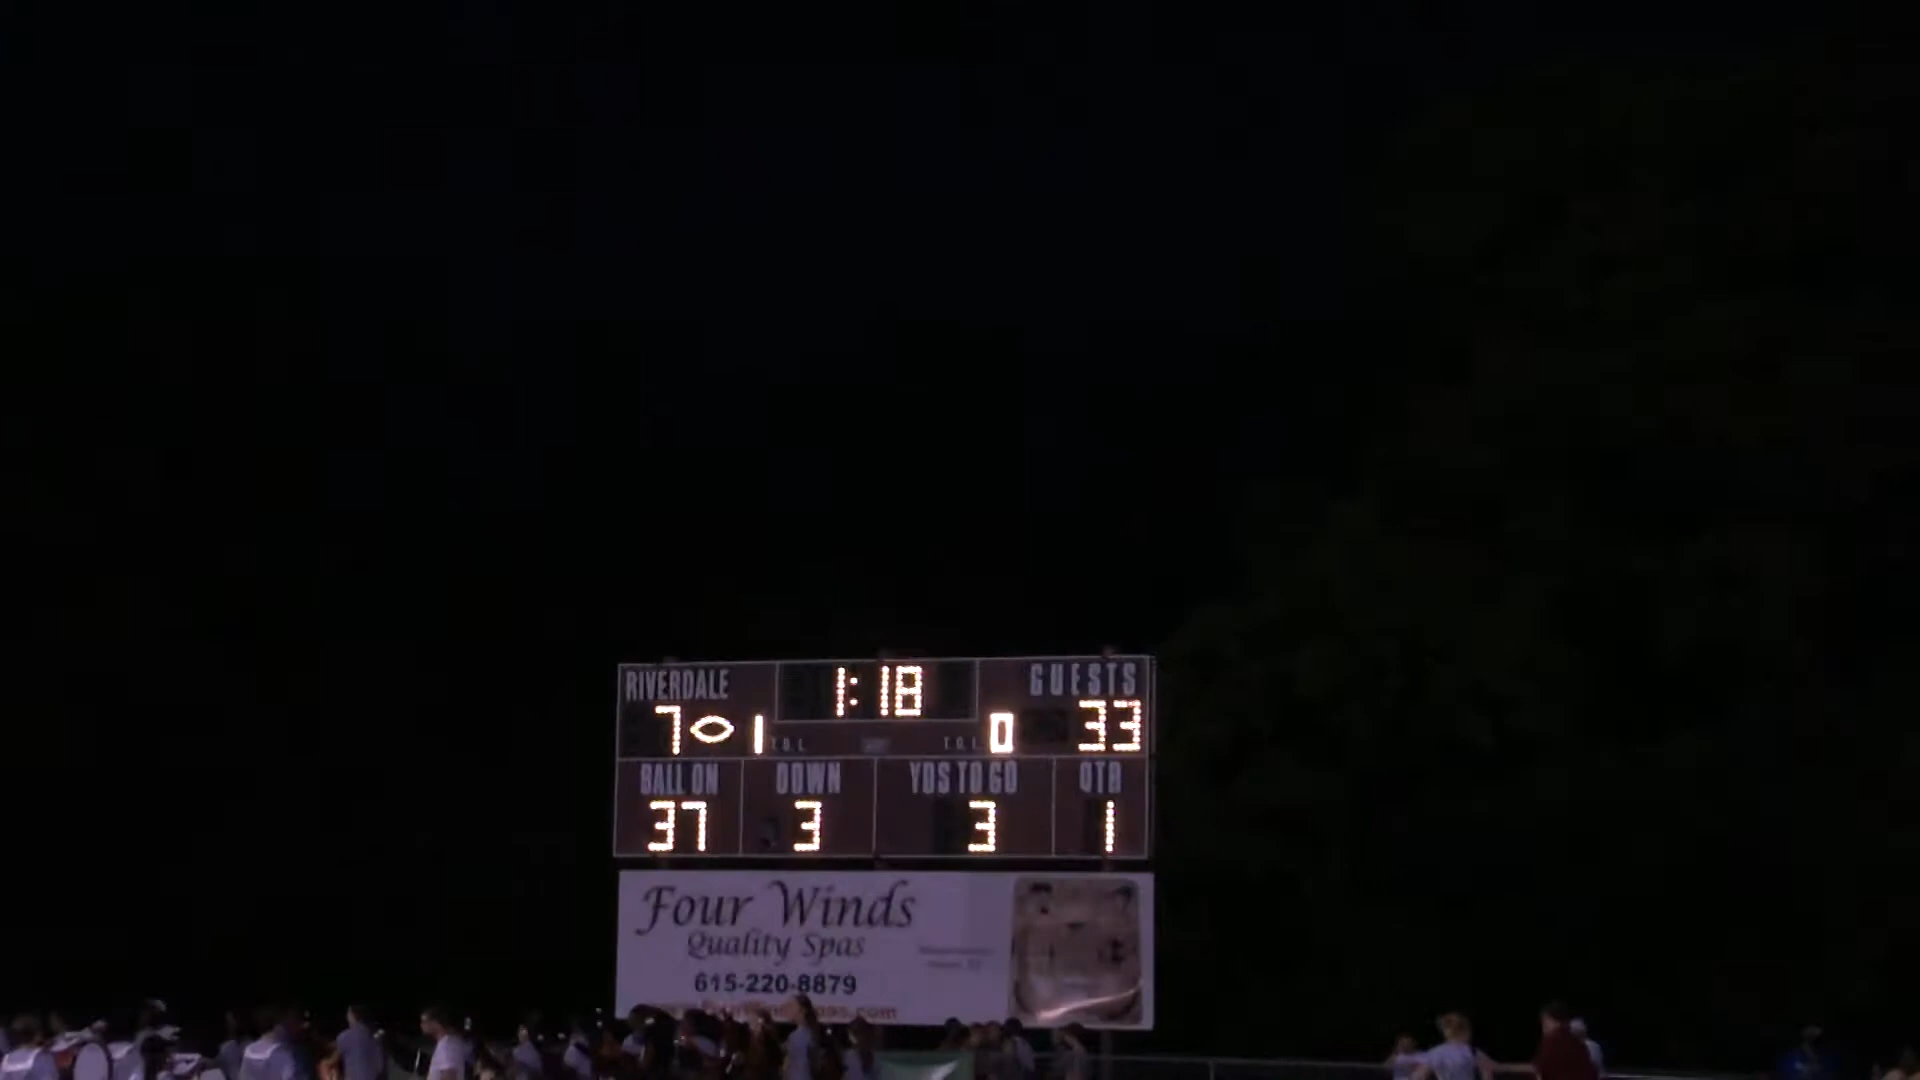 RIVERDALE 1:18 GUESTS
7 1 T.O.L. T.O.L. 0 33
BALL ON DOWN YDS TO GO QTR
37 3 3 1
Four Winds
Quality Spas
615-220-8879